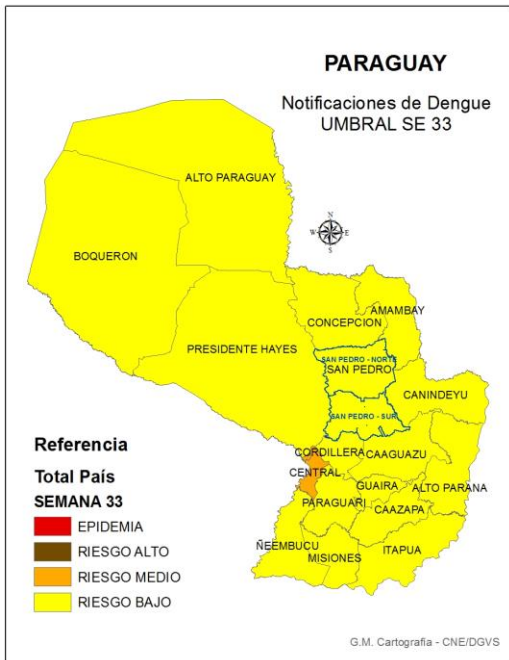 PARAGUAY
Notificaciones de Dengue
UMBRAL SE 33
ALTO PARAGUAY
N
W E
S
BOQUERON
AMAMBAY
CONCEPCION
PRESIDENTE HAYES
SAN PEDRO - NORTE
SAN PEDRO
CANINDEYU
SAN PEDRO - SUR
CORDILLERA
CAAGUAZU
CENTRAL
GUAIRA
ALTO PARANA
PARAGUARI
CAAZAPA
ÑEEMBUCU
MISIONES
ITAPUA
Referencia
Total País
SEMANA 33
EPIDEMIA
RIESGO ALTO
RIESGO MEDIO
RIESGO BAJO
G.M. Cartografía - CNE/DGVS